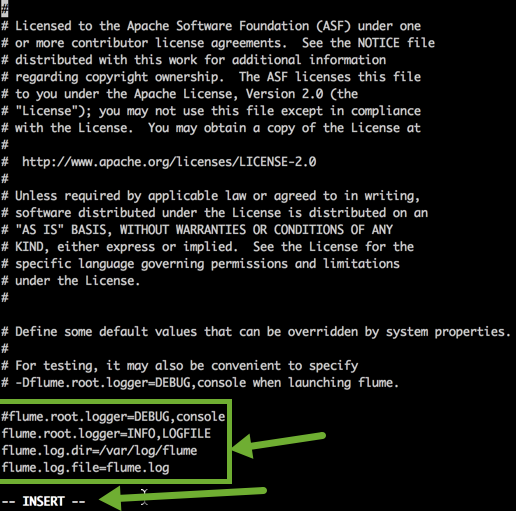 #
# Licensed to the Apache Software Foundation (ASF) under one
# or more contributor license agreements.  See the NOTICE file
# distributed with this work for additional information
# regarding copyright ownership.  The ASF licenses this file
# to you under the Apache License, Version 2.0 (the
# "License"); you may not use this file except in compliance
# with the License.  You may obtain a copy of the License at
#
#  http://www.apache.org/licenses/LICENSE-2.0
#
# Unless required by applicable law or agreed to in writing,
# software distributed under the License is distributed on an
# "AS IS" BASIS, WITHOUT WARRANTIES OR CONDITIONS OF ANY
# KIND, either express or implied.  See the License for the
# specific language governing permissions and limitations
# under the License.
#
# Define some default values that can be overridden by system properties.
#
# For testing, it may also be convenient to specify
# -Dflume.root.logger=DEBUG,console when launching flume.
#flume.root.logger=DEBUG,console
flume.root.logger=INFO,LOGFILE
flume.log.dir=/var/log/flume
flume.log.file=flume.log
-- INSERT --